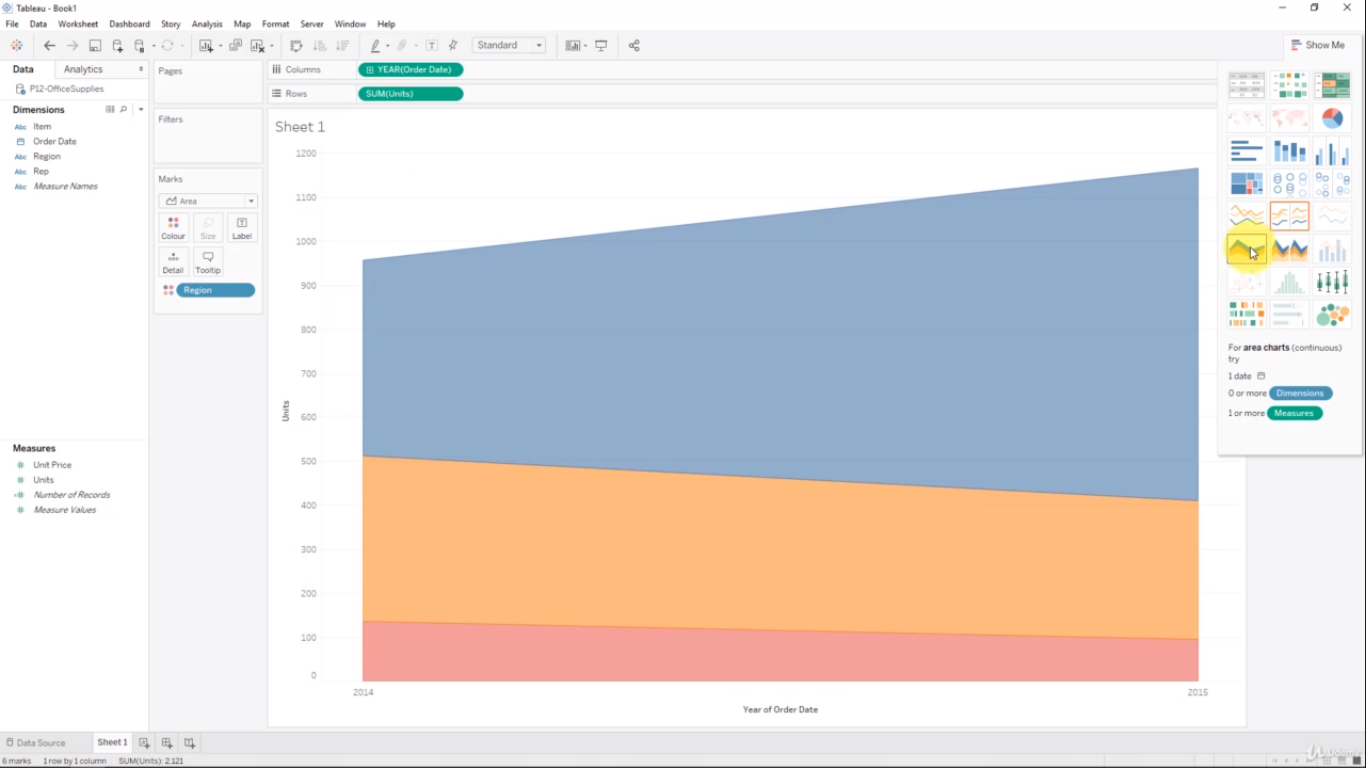 Tableau - Book1
File Data Worksheet Dashboard Story Analysis Map Format Server Window Help
Standard
Show Me
Data Analytics
P12-OfficeSupplies
Dimensions
Abc Item
Order Date
Abc Region
Abc Rep
Abc Measure Names
Measures
Unit Price
Units
Number of Records
Measure Values
Pages
Filters
Marks
Area
Colour Size Label
Detail Tooltip
Region
Columns YEAR(Order Date)
Rows SUM(Units)
Sheet 1
1200
1100
1000
900
800
700
600
500
400
300
200
100
0
Units
2014 2015
Year of Order Date
For area charts (continuous)
try
1 date
0 or more Dimensions
1 or more Measures
Data Source Sheet 1
6 marks 1 row by 1 column SUM(Units): 2,121
Udemy